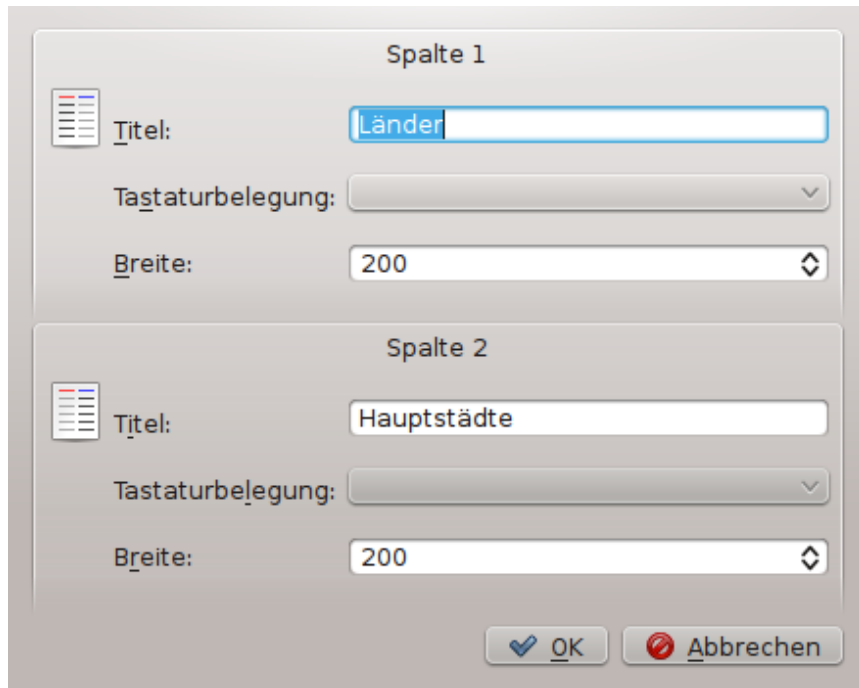 Spalte 1
Titel: Länder
Tastaturbelegung:
Breite: 200
Spalte 2
Titel: Hauptstädte
Tastaturbelegung:
Breite: 200
OK Abbrechen